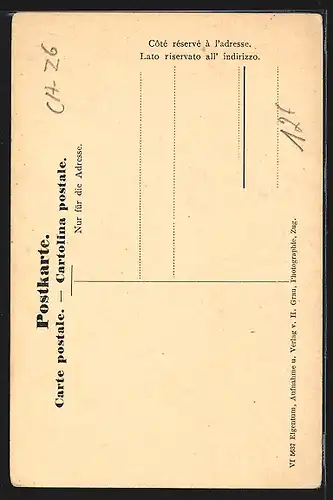 Postkarte.
Carte postale. — Cartolina postale.
Nur für die Adresse.
Côté réservé à l'adresse.
Lato riservato all' indirizzo.
VI 5637 Eigentum, Aufnahme u. Verlag v. H. Grau, Photographie, Zug.
CH-Z6